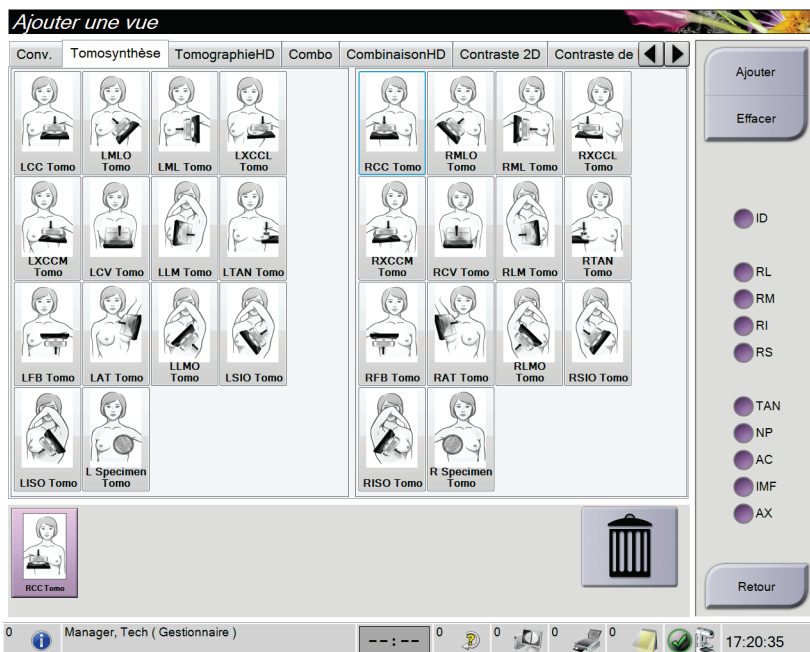 Ajouter une vue
Conv.
Tomosynthèse
TomographieHD
Combo
CombinaisonHD
Contraste 2D
Contraste de
Ajouter
Effacer
LCC Tomo
LMLO
Tomo
LML Tomo
LXCCL
Tomo
RCC Tomo
RMLO
Tomo
RML Tomo
RXCCL
Tomo
LXCCM
Tomo
LCV Tomo
LLM Tomo
LTAN Tomo
RXCCM
Tomo
RCV Tomo
RLM Tomo
RTAN
Tomo
LFB Tomo
LAT Tomo
LLMO
Tomo
LSIO Tomo
RFB Tomo
RAT Tomo
RLMO
Tomo
RSIO Tomo
LISO Tomo
L Specimen
Tomo
RISO Tomo
R Specimen
Tomo
ID
RL
RM
RI
RS
TAN
NP
AC
IMF
AX
RCC Tomo
Retour
0
Manager, Tech ( Gestionnaire )
--:--
0
0
0
0
17:20:35